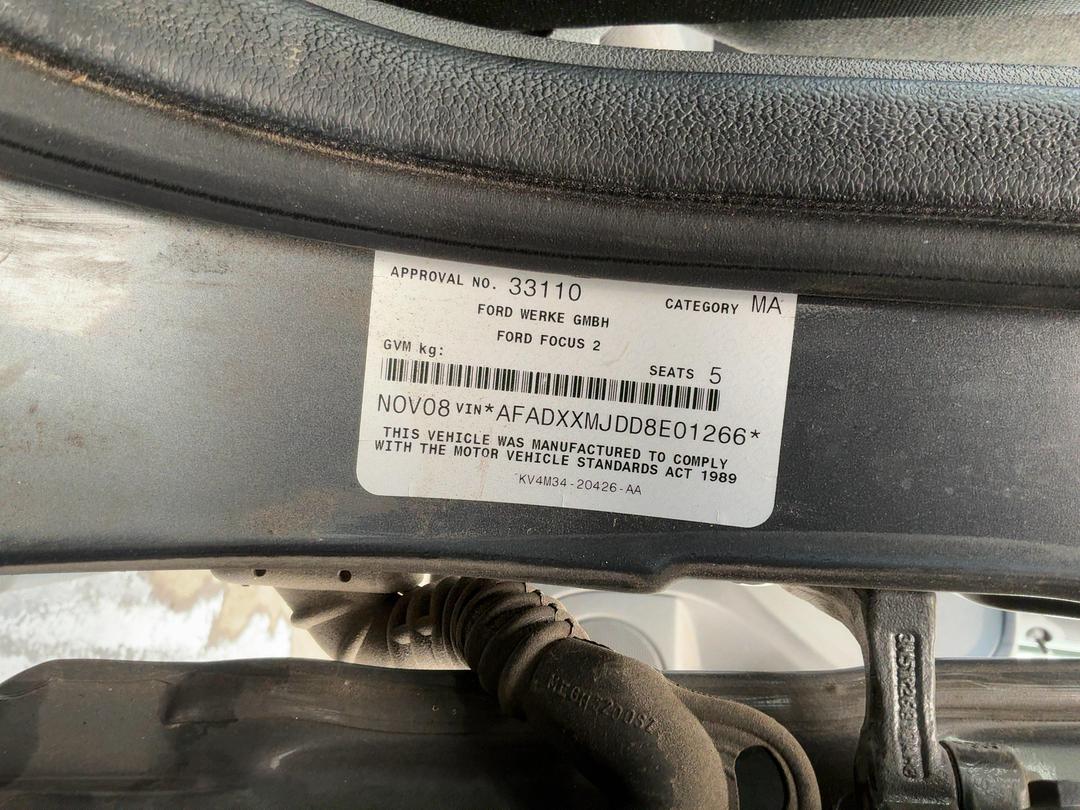 APPROVAL NO. 33110
CATEGORY MA
FORD WERKE GMBH
FORD FOCUS 2
GVM kg:
SEATS 5
NOV08 VIN*AFADXXMJDD8E01266*
THIS VEHICLE WAS MANUFACTURED TO COMPLY
WITH THE MOTOR VEHICLE STANDARDS ACT 1989
KV4M34-20426-AA